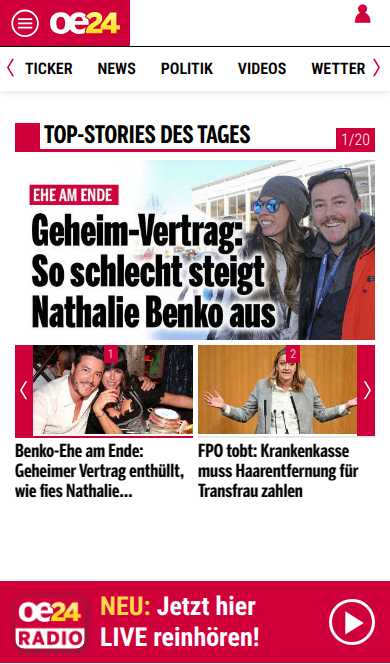 oe24
TICKER NEWS POLITIK VIDEOS WETTER
TOP-STORIES DES TAGES
1/20
EHE AM ENDE
Geheim-Vertrag:
So schlecht steigt
Nathalie Benko aus
1
2
Benko-Ehe am Ende:
Geheimer Vertrag enthüllt,
wie fies Nathalie...
FPO tobt: Krankenkasse
muss Haarentfernung für
Transfrau zahlen
oe24
RADIO
NEU: Jetzt hier
LIVE reinhören!